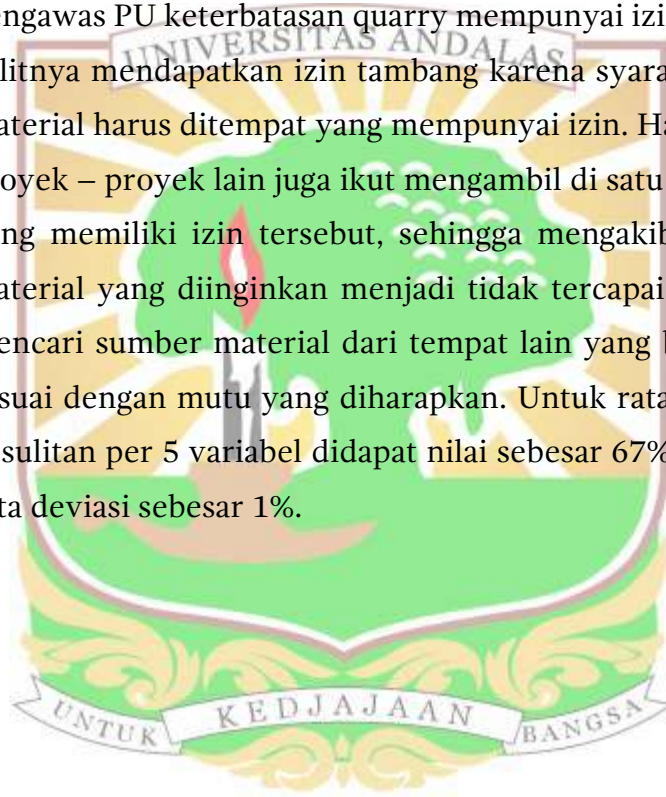 engawas PU keterbatasan quarry mempunyai izi
UNIVERSITAS ANDALAS
litnya mendapatkan izin tambang karena syara
aterial harus ditempat yang mempunyai izin. Ha
oyek – proyek lain juga ikut mengambil di satu
ng memiliki izin tersebut, sehingga mengakib
aterial yang diinginkan menjadi tidak tercapai
encari sumber material dari tempat lain yang
suai dengan mutu yang diharapkan. Untuk rata
sulitan per 5 variabel didapat nilai sebesar 67%
ta deviasi sebesar 1%.
UNTUK KEDJAJAAN BANGSA